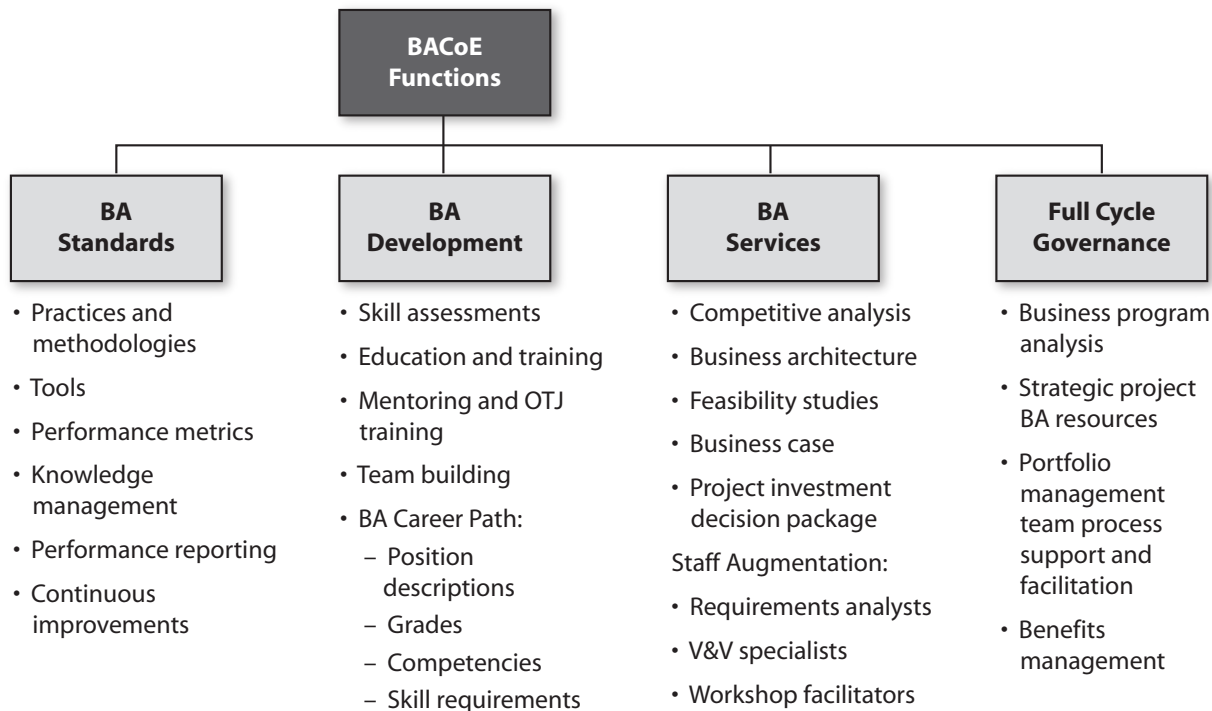 BACoE
Functions
BA
Standards
• Practices and
methodologies
• Tools
• Performance metrics
• Knowledge
management
• Performance reporting
• Continuous
improvements
BA
Development
• Skill assessments
• Education and training
• Mentoring and OTJ
training
• Team building
• BA Career Path:
– Position
descriptions
– Grades
– Competencies
– Skill requirements
BA
Services
• Competitive analysis
• Business architecture
• Feasibility studies
• Business case
• Project investment
decision package
Staff Augmentation:
• Requirements analysts
• V&V specialists
• Workshop facilitators
Full Cycle
Governance
• Business program
analysis
• Strategic project
BA resources
• Portfolio
management
team process
support and
facilitation
• Benefits
management